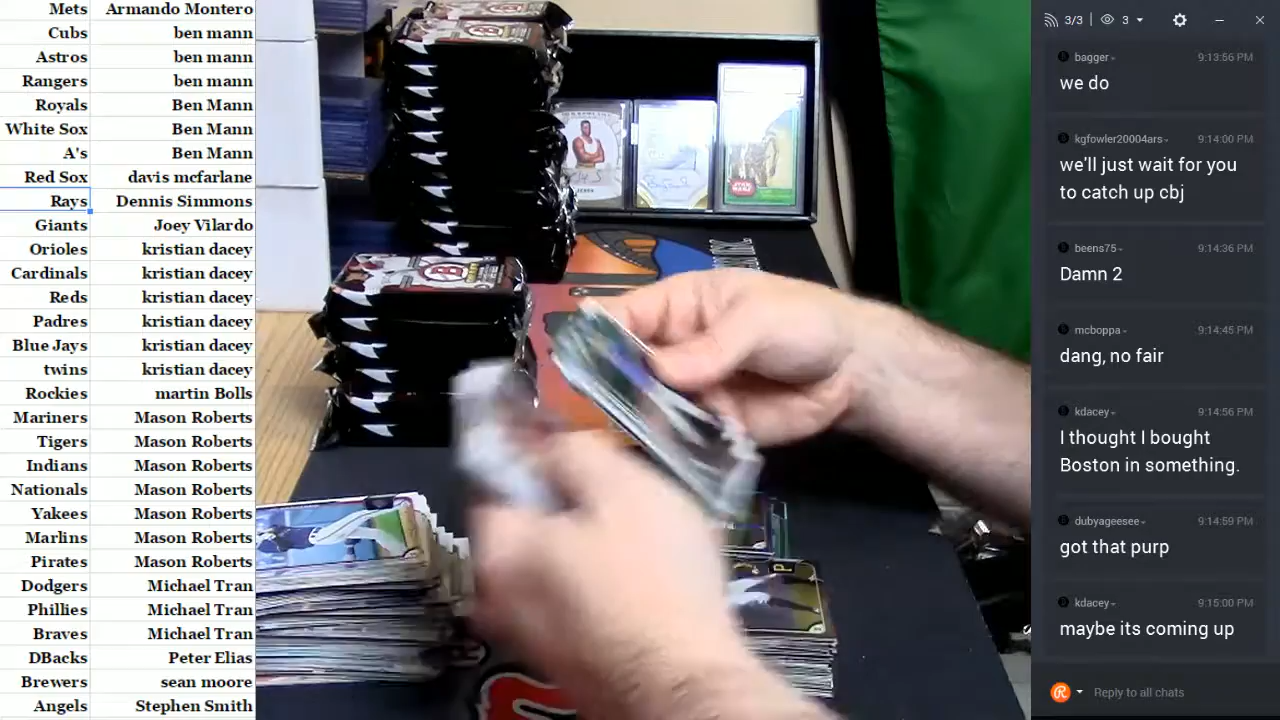 Mets Armando Montero
Cubs ben mann
Astros ben mann
Rangers ben mann
Royals Ben Mann
White Sox Ben Mann
A's Ben Mann
Red Sox davis mcfarlane
Rays Dennis Simmons
Giants Joey Vilardo
Orioles kristian dacey
Cardinals kristian dacey
Reds kristian dacey
Padres kristian dacey
Blue Jays kristian dacey
twins kristian dacey
Rockies martin Bolls
Mariners Mason Roberts
Tigers Mason Roberts
Indians Mason Roberts
Nationals Mason Roberts
Yakees Mason Roberts
Marlins Mason Roberts
Pirates Mason Roberts
Dodgers Michael Tran
Phillies Michael Tran
Braves Michael Tran
DBacks Peter Elias
Brewers sean moore
Angels Stephen Smith
STAR WARS
P
3/3 3
bagger 9:13:56 PM
we do
kgfowler20004ars 9:14:00 PM
we'll just wait for you
to catch up cbj
beens75 9:14:36 PM
Damn 2
mcboppa 9:14:45 PM
dang, no fair
kdacey 9:14:56 PM
I thought I bought
Boston in something.
dubyageesee 9:14:59 PM
got that purp
kdacey 9:15:00 PM
maybe its coming up
R Reply to all chats